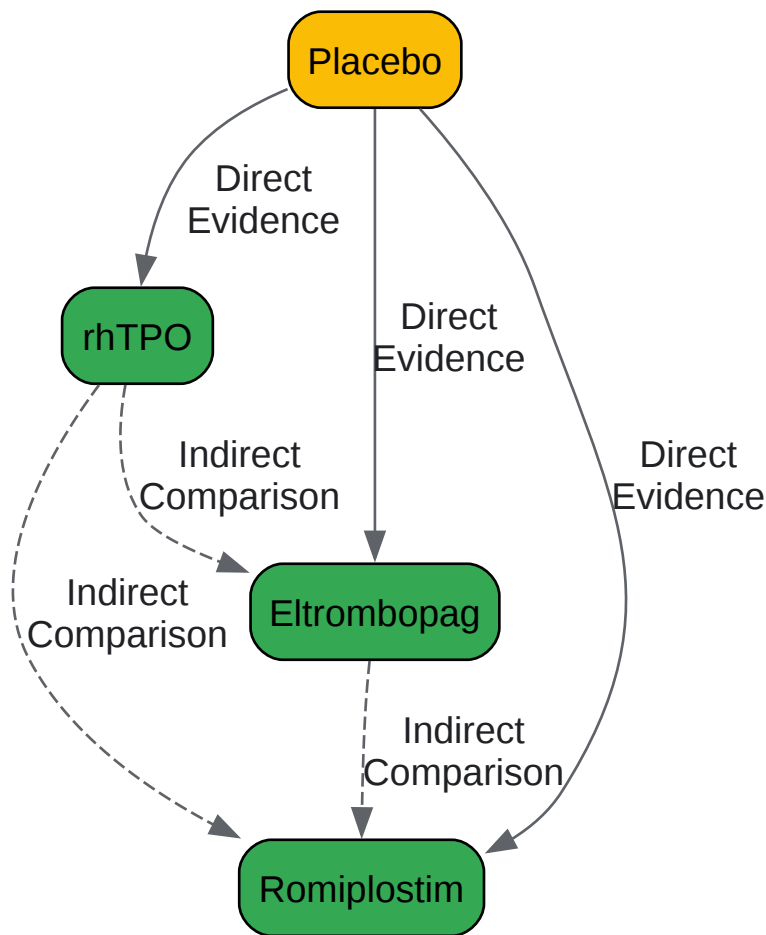 Placebo
Direct
Evidence
rhTPO
Direct
Evidence
Indirect
Comparison
Direct
Evidence
Indirect
Comparison
Eltrombopag
Indirect
Comparison
Romiplostim